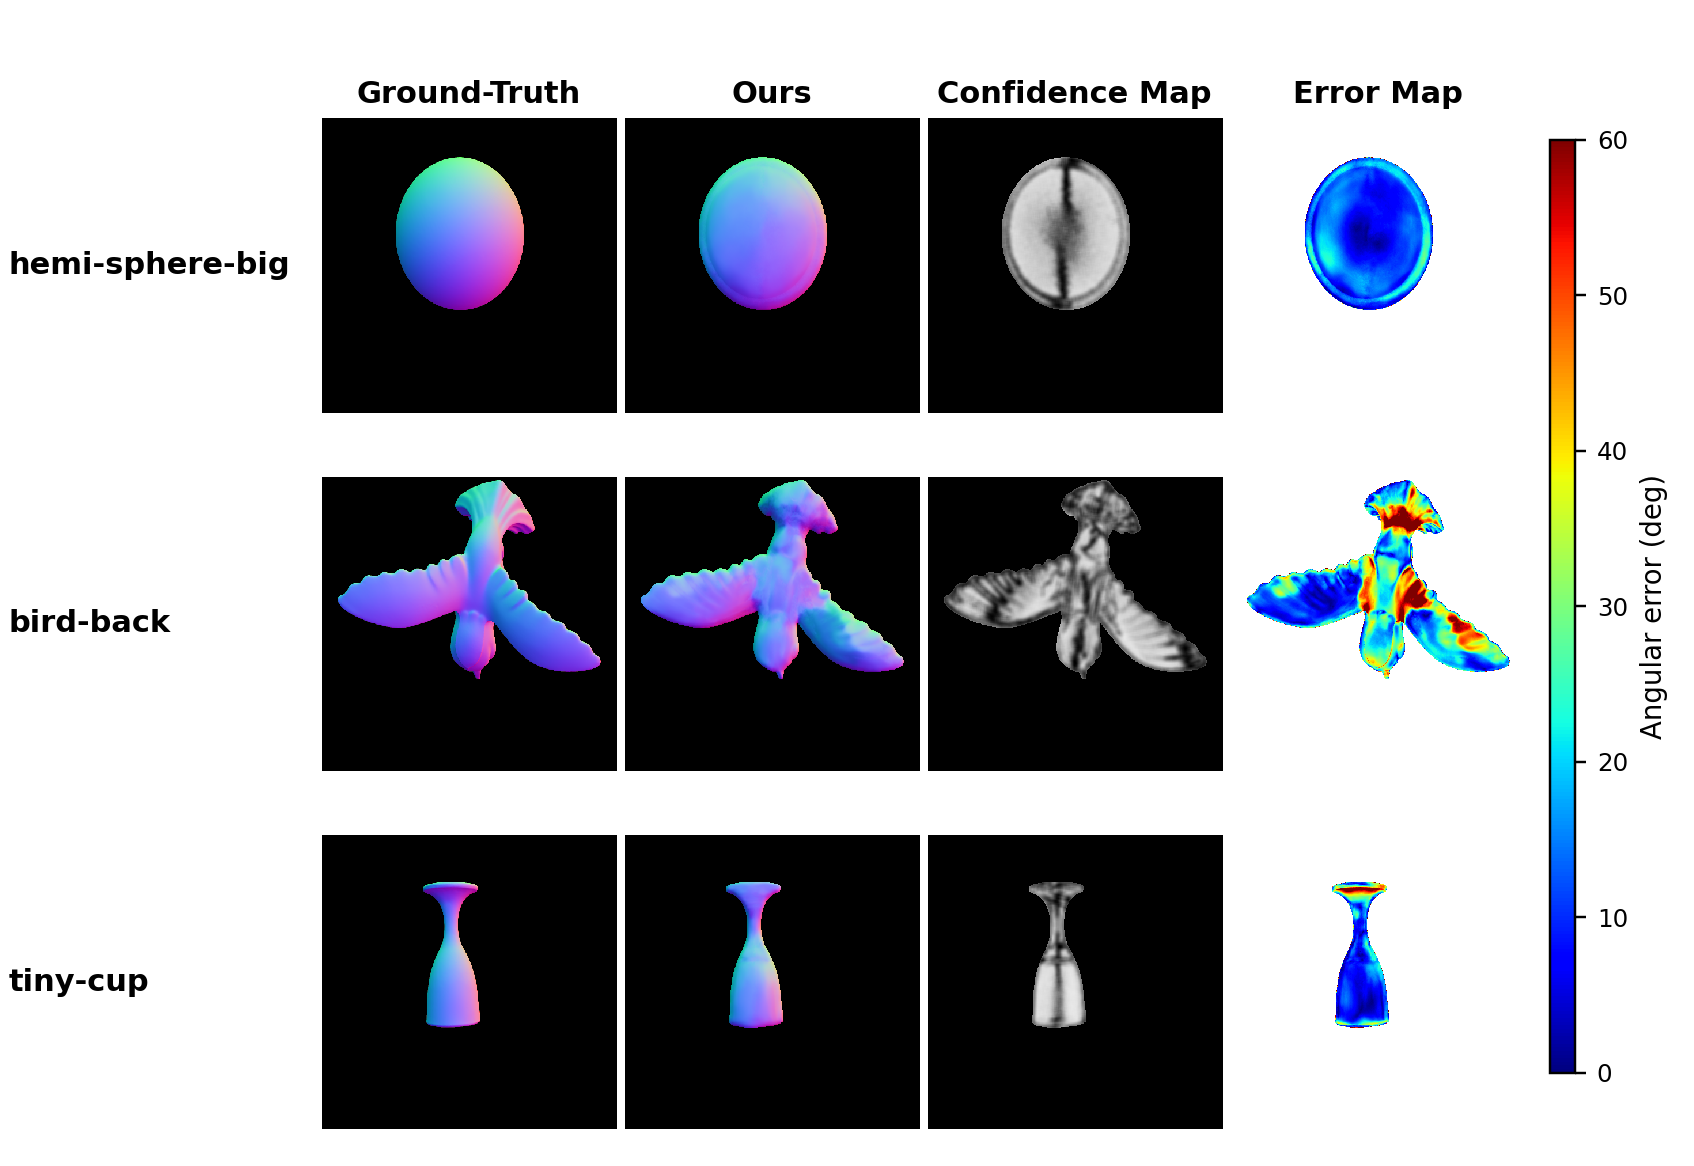 Ground-Truth Ours Confidence Map Error Map
hemi-sphere-big
bird-back
tiny-cup
60
50
40
30
20
10
0
Angular error (deg)